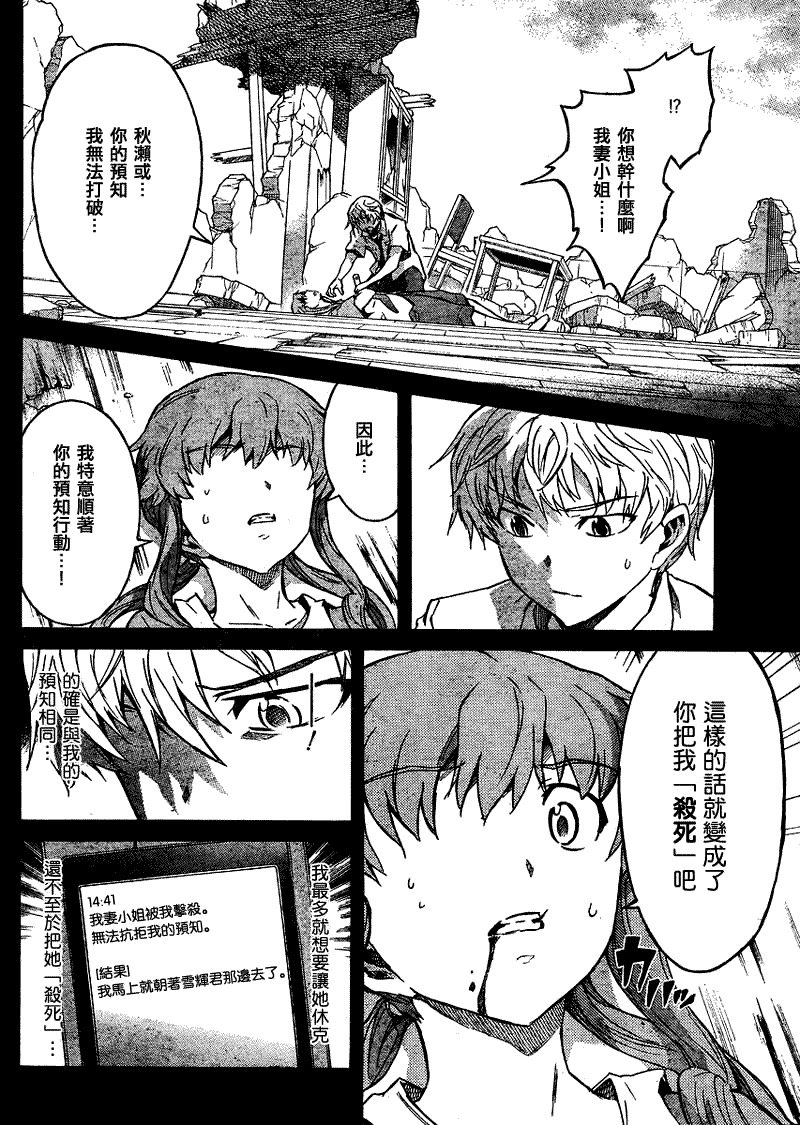 !?
你想幹什麼啊
我妻小姐…!
秋瀨或…
你的預知
我無法打破…
因此…
我特意順著
你的預知行動…!
這樣的話就變成了
你把我「殺死」吧
ガハッ
的確是與我的
預知相同…
我最多就想要讓她休克
還不至於把她「殺死」…
14:41
我妻小姐被我擊殺。
無法抗拒我的預知。
[結果]
我馬上就朝著雪輝君那邊去了。